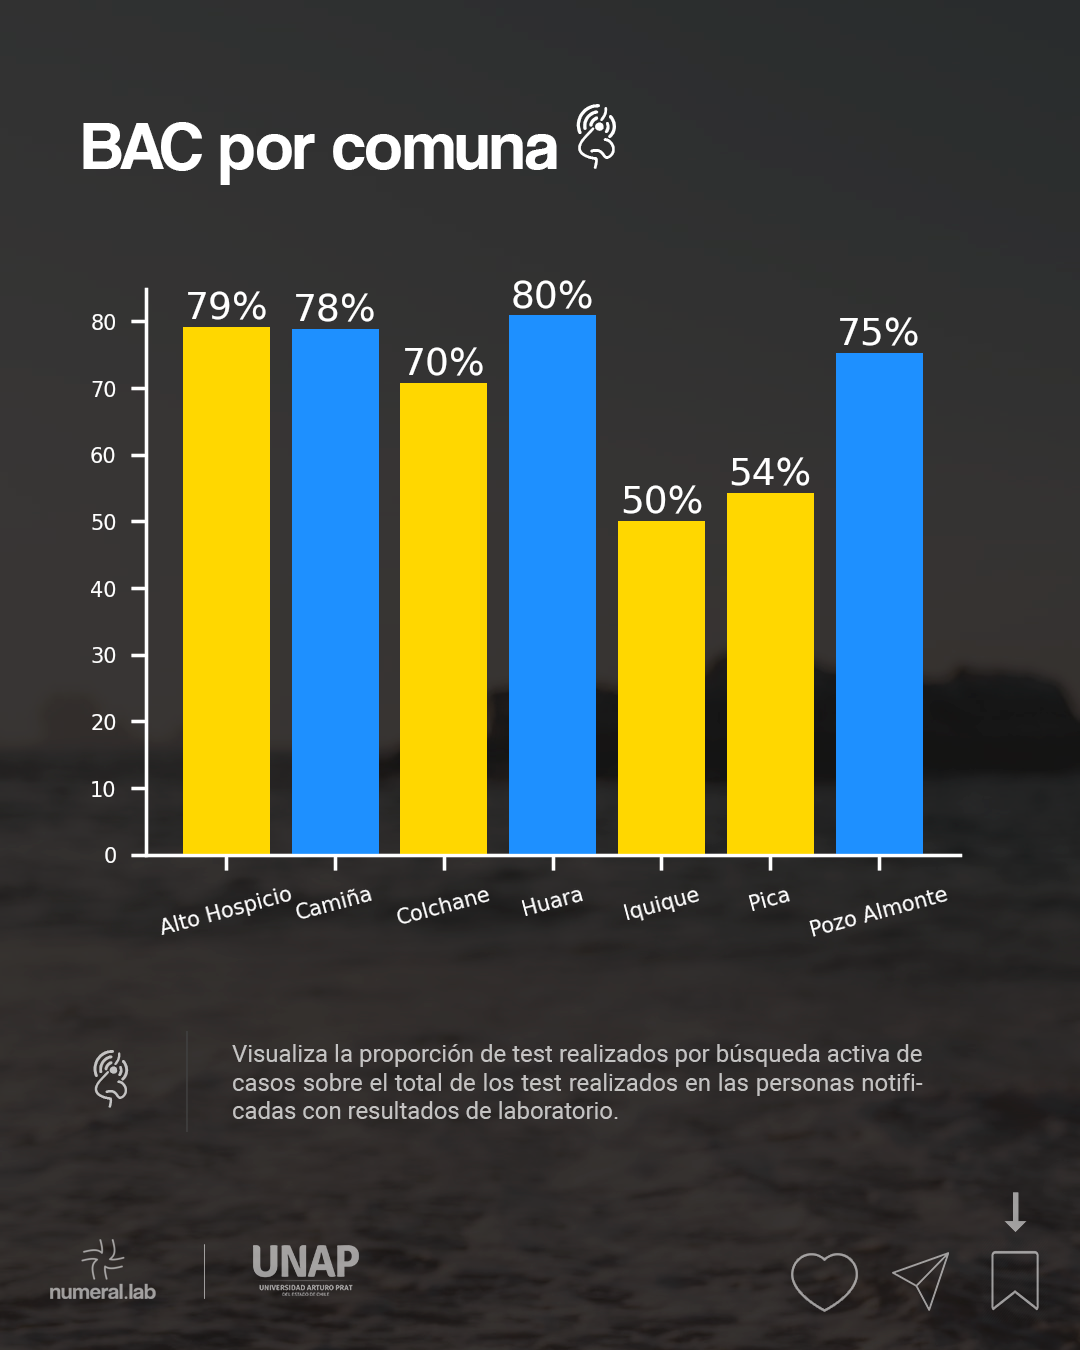 BAC por comuna
79%
78%
70%
80%
50%
54%
75%
80
70
60
50
40
30
20
10
0
Alto Hospicio
Camiña
Colchane
Huara
Iquique
Pica
Pozo Almonte
Visualiza la proporción de test realizados por búsqueda activa de
casos sobre el total de los test realizados en las personas notifi-
cadas con resultados de laboratorio.
numeral.lab
UNAP
UNIVERSIDAD ARTURO PRAT
DEL ESTADO DE CHILE